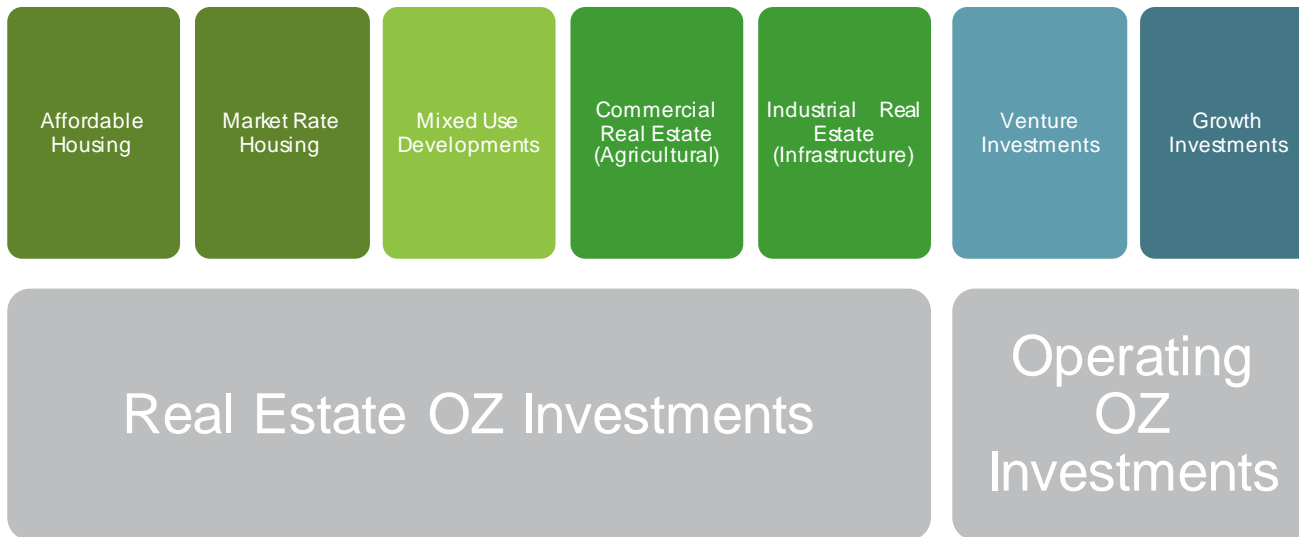 Affordable
Housing
Market Rate
Housing
Mixed Use
Developments
Commercial
Real Estate
(Agricultural)
Industrial Real
Estate
(Infrastructure)
Venture
Investments
Growth
Investments
Real Estate OZ Investments
Operating
OZ
Investments